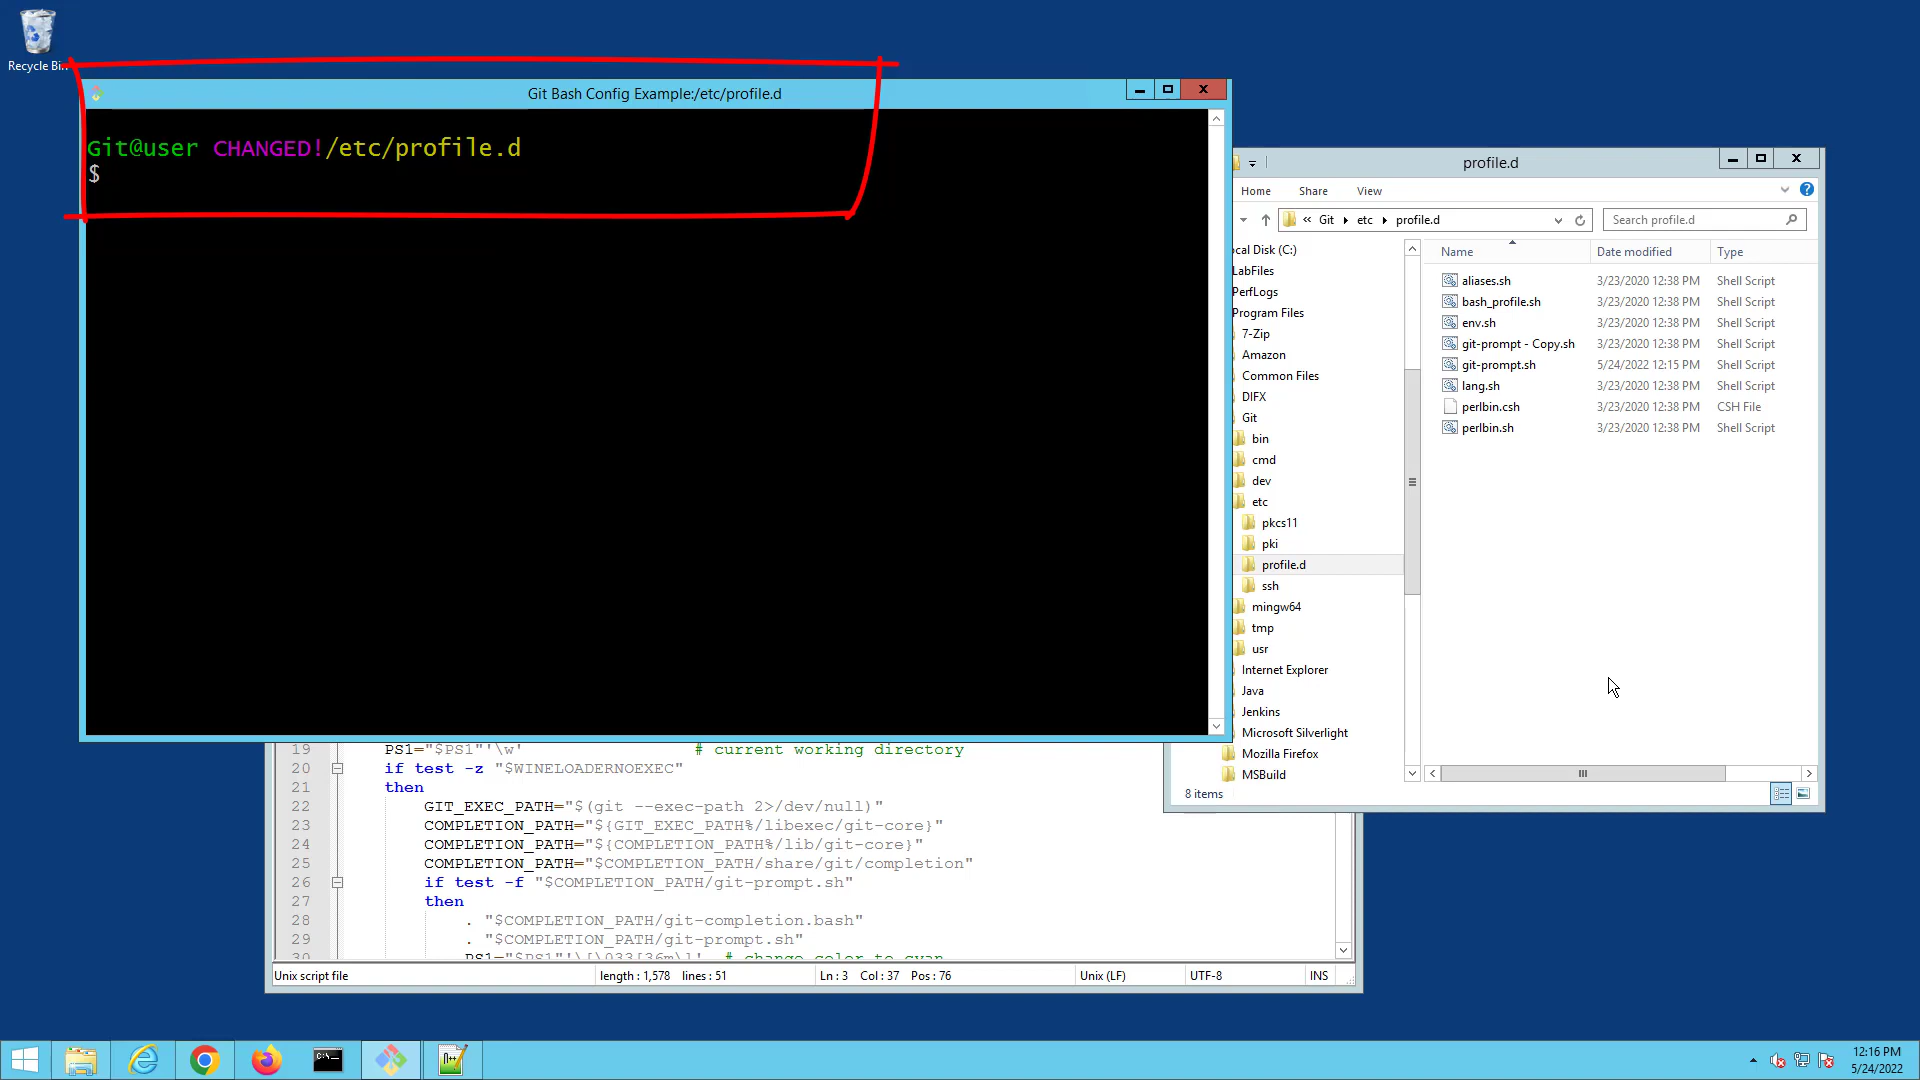 Recycle Bin
Git Bash Config Example:/etc/profile.d
Git@user CHANGED!/etc/profile.d
$
profile.d
Home Share View
« Git etc profile.d
Search profile.d
ocal Disk (C:)
LabFiles
PerfLogs
Program Files
7-Zip
Amazon
Common Files
DIFX
Git
bin
cmd
dev
etc
pkcs11
pki
profile.d
ssh
mingw64
tmp
usr
Internet Explorer
Java
Jenkins
Microsoft Silverlight
Mozilla Firefox
MSBuild
Name Date modified Type
aliases.sh 3/23/2020 12:38 PM Shell Script
bash_profile.sh 3/23/2020 12:38 PM Shell Script
env.sh 3/23/2020 12:38 PM Shell Script
git-prompt - Copy.sh 3/23/2020 12:38 PM Shell Script
git-prompt.sh 5/24/2022 12:15 PM Shell Script
lang.sh 3/23/2020 12:38 PM Shell Script
perlbin.csh 3/23/2020 12:38 PM CSH File
perlbin.sh 3/23/2020 12:38 PM Shell Script
8 items
19 PS1="$PS1"'\w' # current working directory
20 if test -z "$WINELOADERNOEXEC"
21 then
22 GIT_EXEC_PATH="$(git --exec-path 2>/dev/null)"
23 COMPLETION_PATH="${GIT_EXEC_PATH%/libexec/git-core}"
24 COMPLETION_PATH="${COMPLETION_PATH%/lib/git-core}"
25 COMPLETION_PATH="$COMPLETION_PATH/share/git/completion"
26 if test -f "$COMPLETION_PATH/git-prompt.sh"
27 then
28 . "$COMPLETION_PATH/git-completion.bash"
29 . "$COMPLETION_PATH/git-prompt.sh"
30 PS1="$PS1"'\[\033[36m\]' # change color to cyan
Unix script file length : 1,578 lines : 51 Ln : 3 Col : 37 Pos : 76 Unix (LF) UTF-8 INS
12:16 PM
5/24/2022